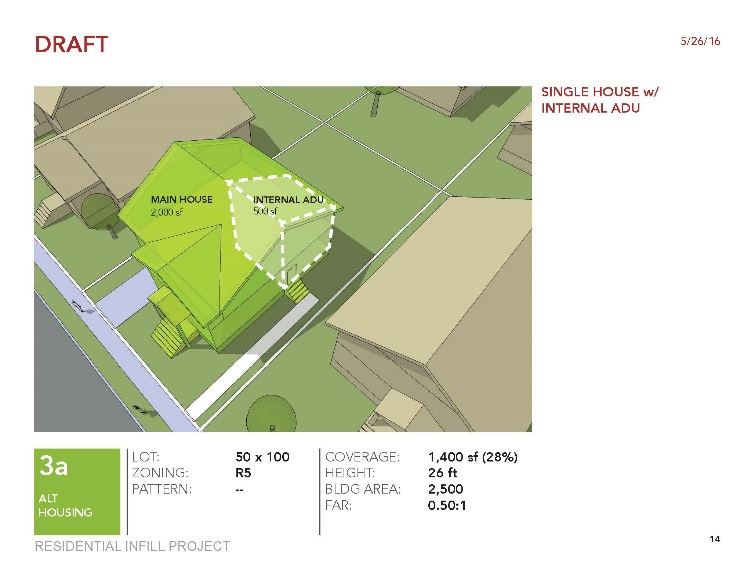 DRAFT
5/26/16
SINGLE HOUSE w/
INTERNAL ADU
MAIN HOUSE
2,000 sf
INTERNAL ADU
500 sf
3a
ALT
HOUSING
LOT: 50 x 100
ZONING: R5
PATTERN: --
COVERAGE: 1,400 sf (28%)
HEIGHT: 26 ft
BLDG AREA: 2,500
FAR: 0.50:1
RESIDENTIAL INFILL PROJECT
14